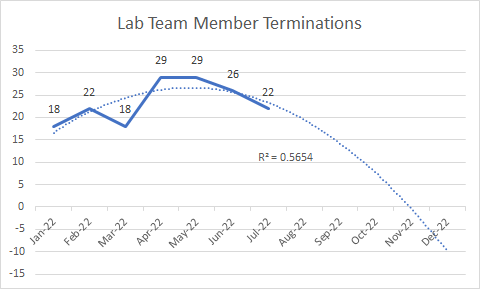 Lab Team Member Terminations
35
30
25
20
15
10
5
0
-5
-10
-15
18
22
18
29
29
26
22
R² = 0.5654
Jan-22
Feb-22
Mar-22
Apr-22
May-22
Jun-22
Jul-22
Aug-22
Sep-22
Oct-22
Nov-22
Dec-22